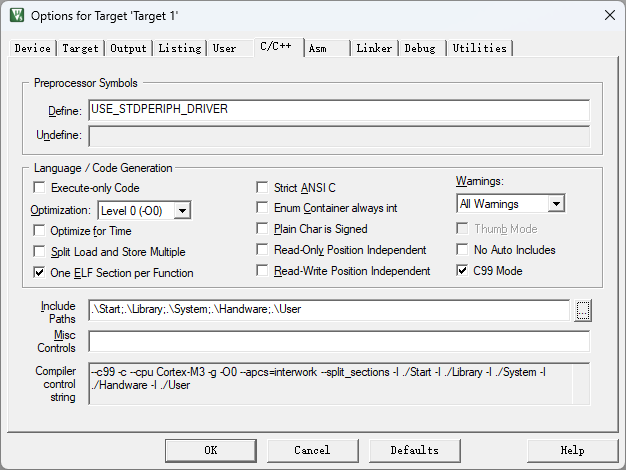 Options for Target 'Target 1'
Device Target Output Listing User C/C++ Asm Linker Debug Utilities
Preprocessor Symbols
Define: USE_STDPERIPH_DRIVER
Undefine:
Language / Code Generation
Execute-only Code
Strict ANSI C
Warnings:
Optimization: Level 0 (-O0)
Enum Container always int
All Warnings
Optimize for Time
Plain Char is Signed
Thumb Mode
Split Load and Store Multiple
Read-Only Position Independent
No Auto Includes
One ELF Section per Function
Read-Write Position Independent
C99 Mode
Include
Paths
.\Start;.\Library;.\System;.\Hardware;.\User
...
Misc
Controls
Compiler
control
string
--c99 -c --cpu Cortex-M3 -g -O0 --apcs=interwork --split_sections -I ./Start -I ./Library -I ./System -I
./Hardware -I ./User
OK Cancel Defaults Help